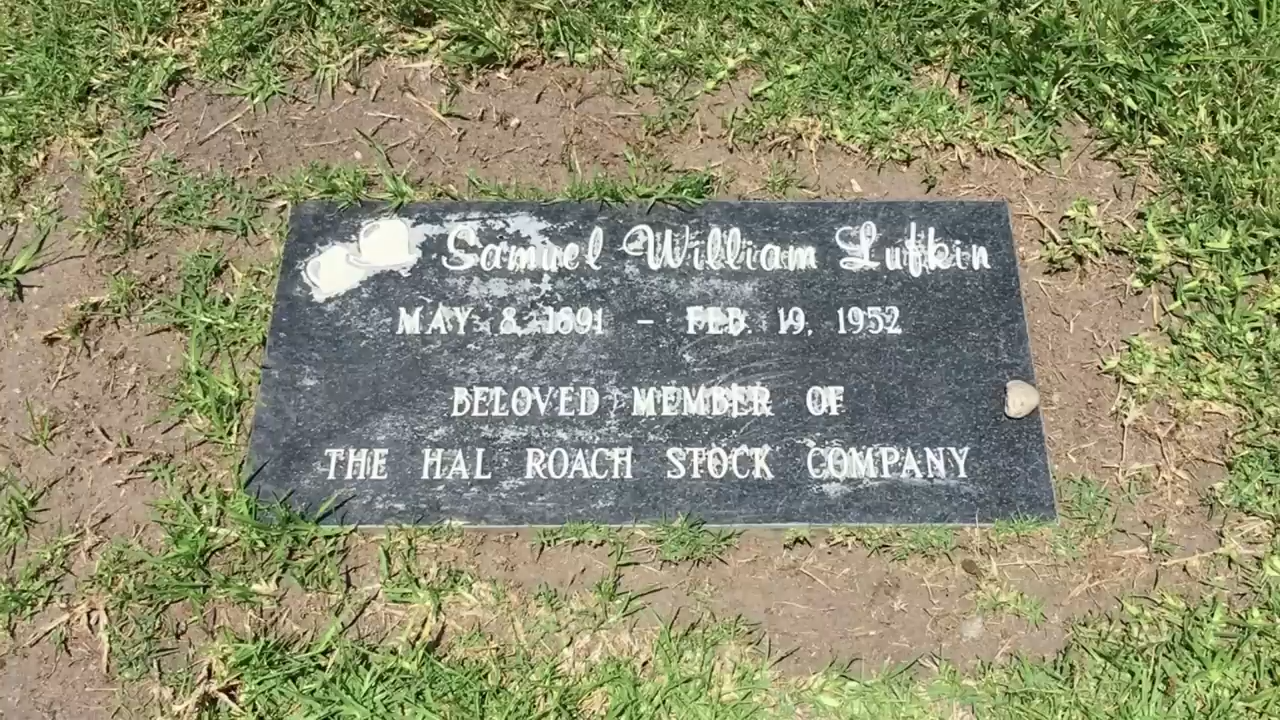 Samuel William Lufkin
MAY 8, 1891 - FEB. 19, 1952
BELOVED MEMBER OF
THE HAL ROACH STOCK COMPANY